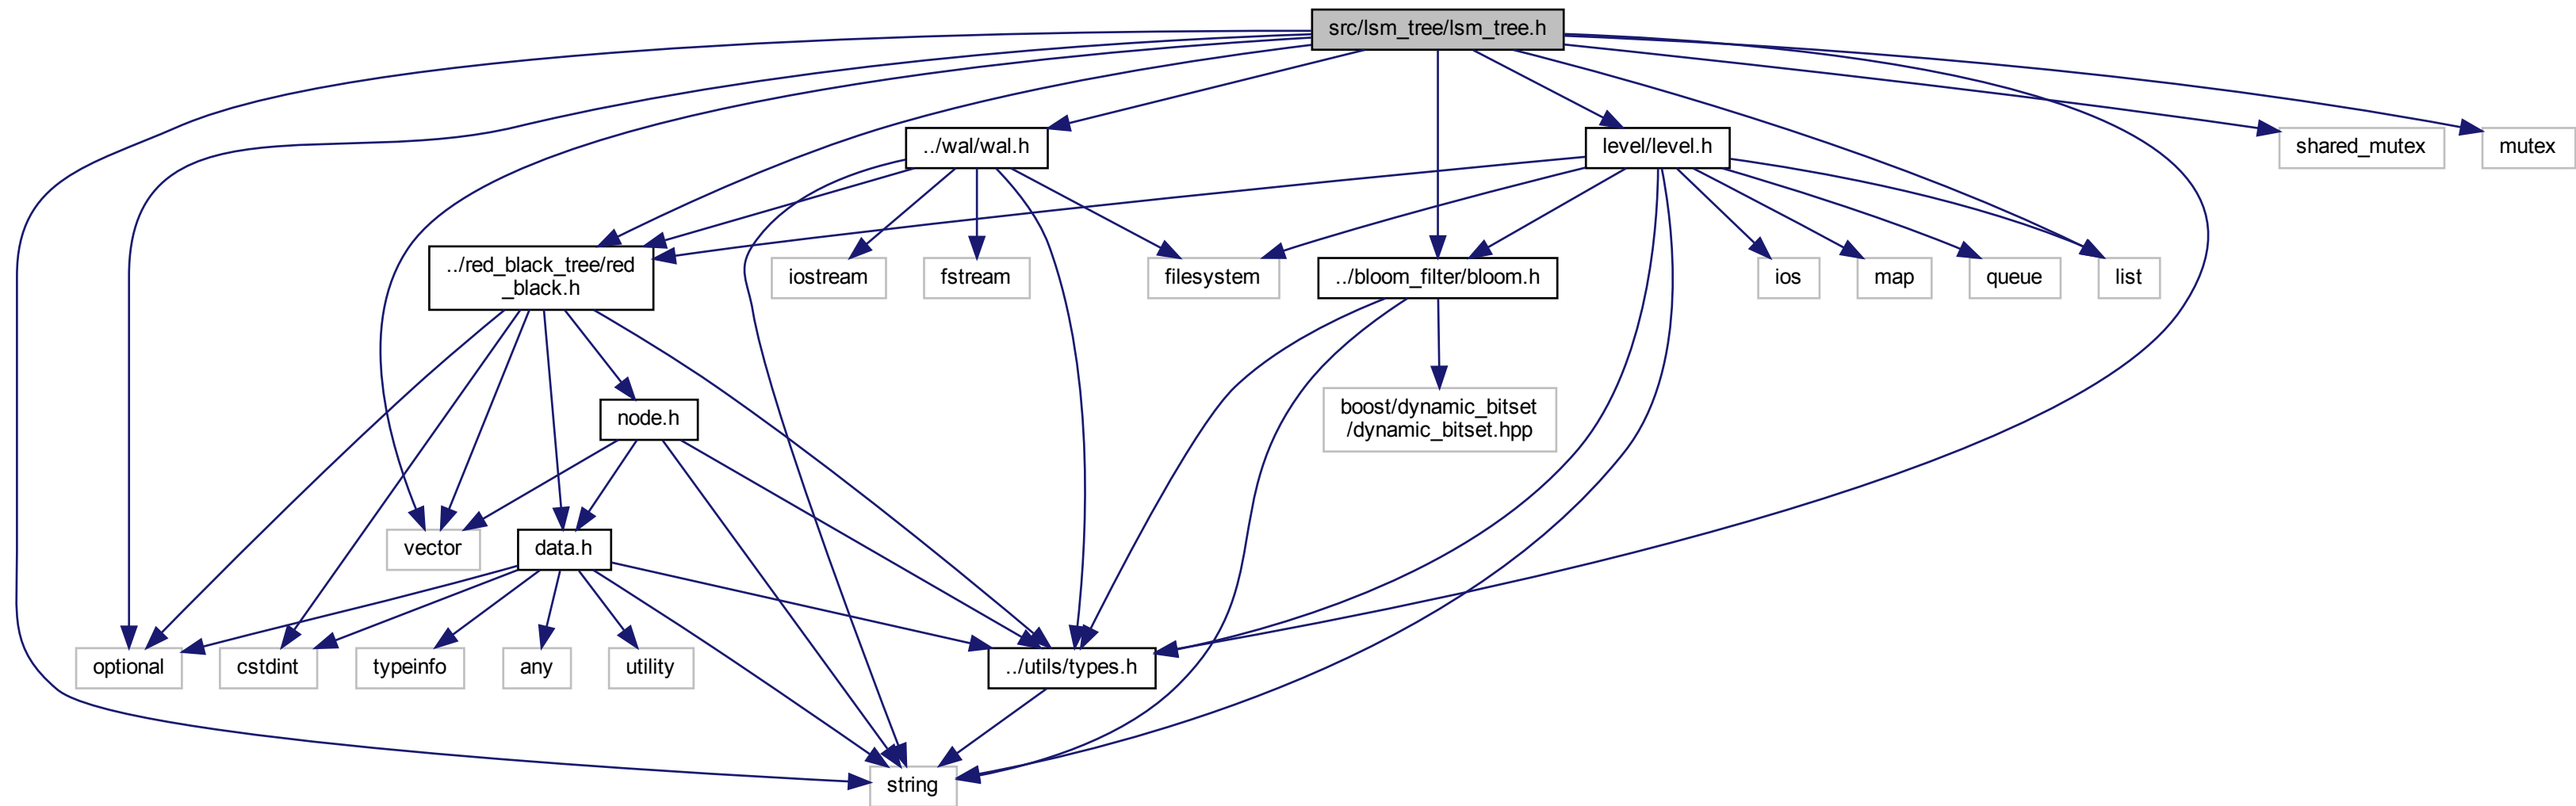 src/lsm_tree/lsm_tree.h
../wal/wal.h
level/level.h
shared_mutex
mutex
../red_black_tree/red
_black.h
iostream
fstream
filesystem
../bloom_filter/bloom.h
ios
map
queue
list
node.h
boost/dynamic_bitset
/dynamic_bitset.hpp
vector
data.h
optional
cstdint
typeinfo
any
utility
../utils/types.h
string